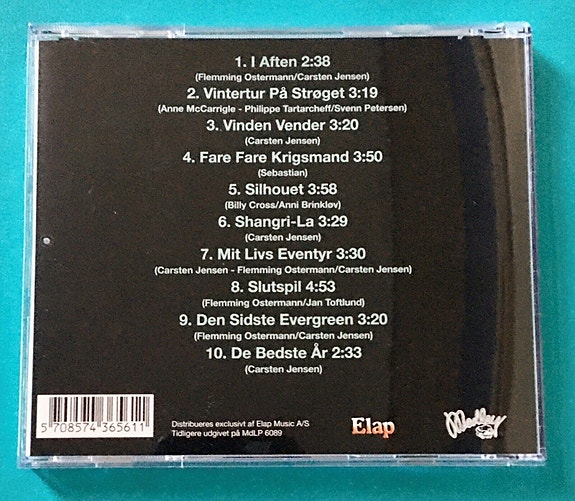 1. I Aften 2:38
(Flemming Ostermann/Carsten Jensen)
2. Vintertur På Strøget 3:19
(Anne McCarrigle - Philippe Tartarcheff/Svenn Petersen)
3. Vinden Vender 3:20
(Carsten Jensen)
4. Fare Fare Krigsmand 3:50
(Sebastian)
5. Silhouet 3:58
(Billy Cross/Anni Brinkløv)
6. Shangri-La 3:29
(Carsten Jensen)
7. Mit Livs Eventyr 3:30
(Carsten Jensen - Flemming Ostermann/Carsten Jensen)
8. Slutspil 4:53
(Flemming Ostermann/Jan Toftlund)
9. Den Sidste Evergreen 3:20
(Flemming Ostermann/Carsten Jensen)
10. De Bedste År 2:33
(Carsten Jensen)
5 708574 365611
Distribueres exclusivt af Elap Music A/S
Tidligere udgivet på MdLP 6089
Elap
Medley